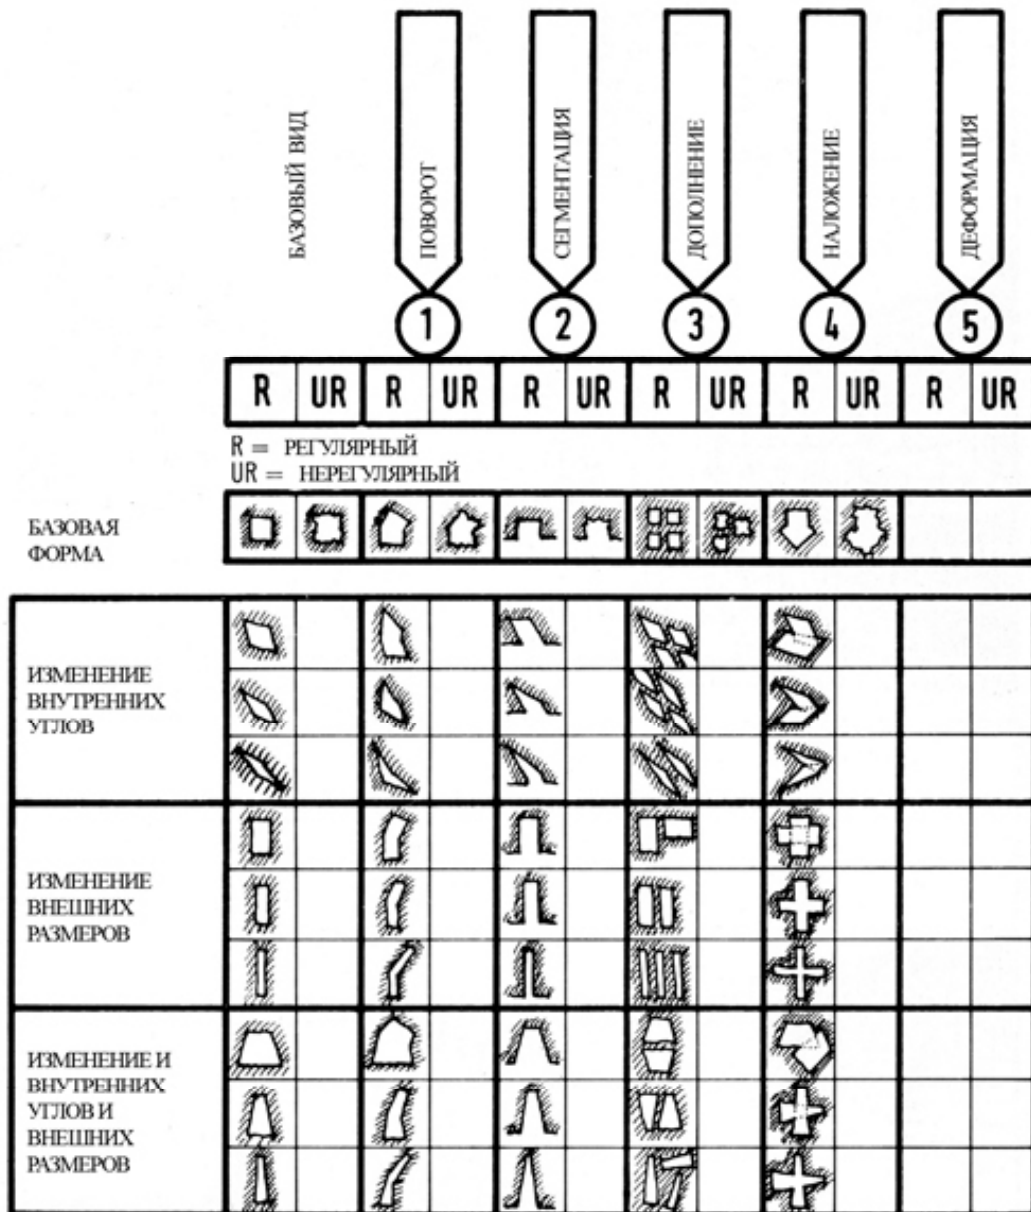 БАЗОВЫЙ ВИД
ПОВОРОТ
СЕГМЕНТАЦИЯ
ДОПОЛНЕНИЕ
НАЛОЖЕНИЕ
ДЕФОРМАЦИЯ
1 2 3 4 5
R UR R UR R UR R UR R UR R UR
R = РЕГУЛЯРНЫЙ
UR = НЕРЕГУЛЯРНЫЙ
БАЗОВАЯ
ФОРМА
ИЗМЕНЕНИЕ
ВНУТРЕННИХ
УГЛОВ
ИЗМЕНЕНИЕ
ВНЕШНИХ
РАЗМЕРОВ
ИЗМЕНЕНИЕ И
ВНУТРЕННИХ
УГЛОВ И
ВНЕШНИХ
РАЗМЕРОВ